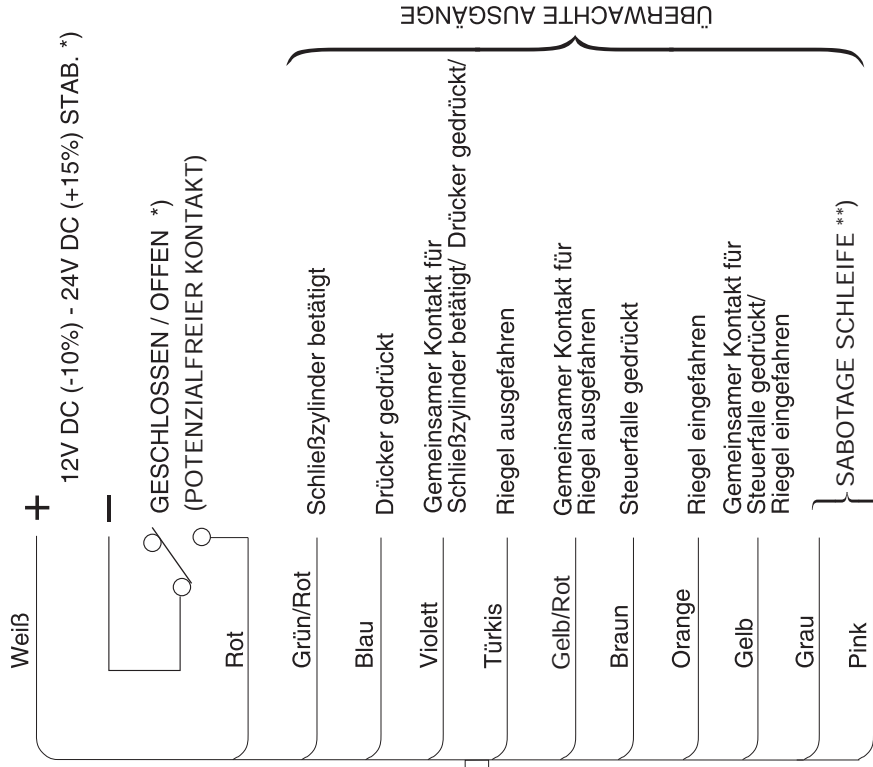 Weiß
+
12V DC (-10%) - 24V DC (+15%) STAB. *)
–
GESCHLOSSEN / OFFEN *)
(POTENZIALFREIER KONTAKT)
Rot
Grün/Rot
Schließzylinder betätigt
Blau
Drücker gedrückt
Violett
Gemeinsamer Kontakt für
Schließzylinder betätigt/ Drücker gedrückt/
Türkis
Riegel ausgefahren
Gelb/Rot
Gemeinsamer Kontakt für
Riegel ausgefahren
Braun
Steuerfalle gedrückt
Orange
Riegel eingefahren
Gelb
Gemeinsamer Kontakt für
Steuerfalle gedrückt/
Riegel eingefahren
Grau
Pink
SABOTAGE SCHLEIFE **)
ÜBERWACHTE AUSGÄNGE